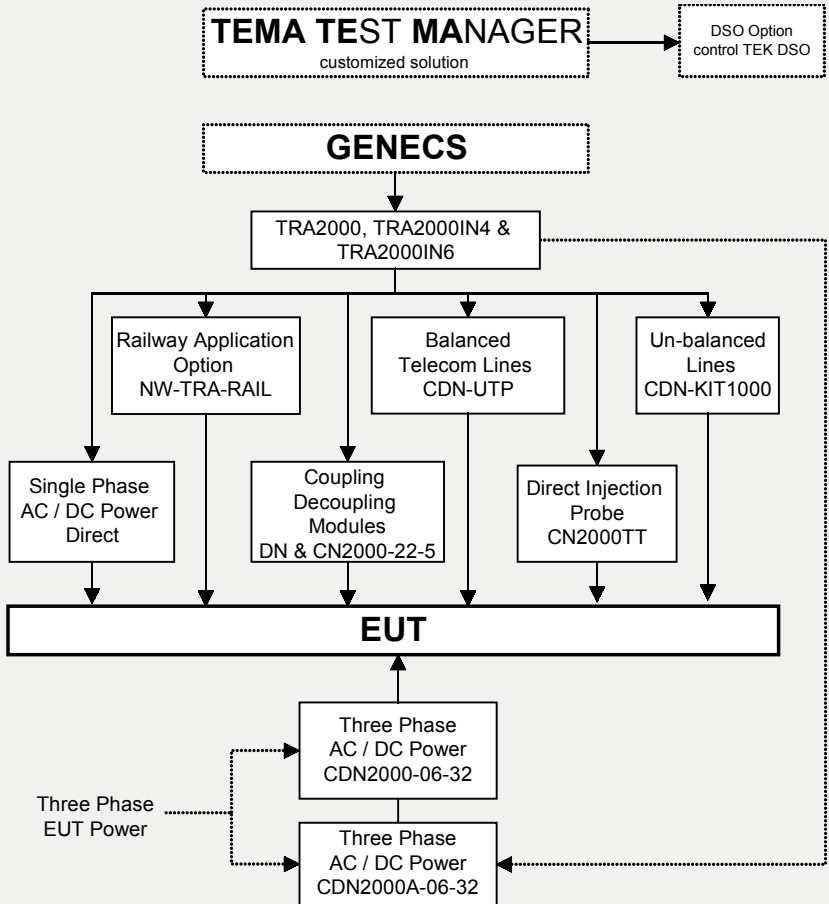 TEMA TEST MANAGER
customized solution
DSO Option
control TEK DSO
GENECS
TRA2000, TRA2000IN4 &
TRA2000IN6
Railway Application
Option
NW-TRA-RAIL
Balanced
Telecom Lines
CDN-UTP
Un-balanced
Lines
CDN-KIT1000
Single Phase
AC / DC Power
Direct
Coupling
Decoupling
Modules
DN & CN2000-22-5
Direct Injection
Probe
CN2000TT
EUT
Three Phase
AC / DC Power
CDN2000-06-32
Three Phase
EUT Power
Three Phase
AC / DC Power
CDN2000A-06-32